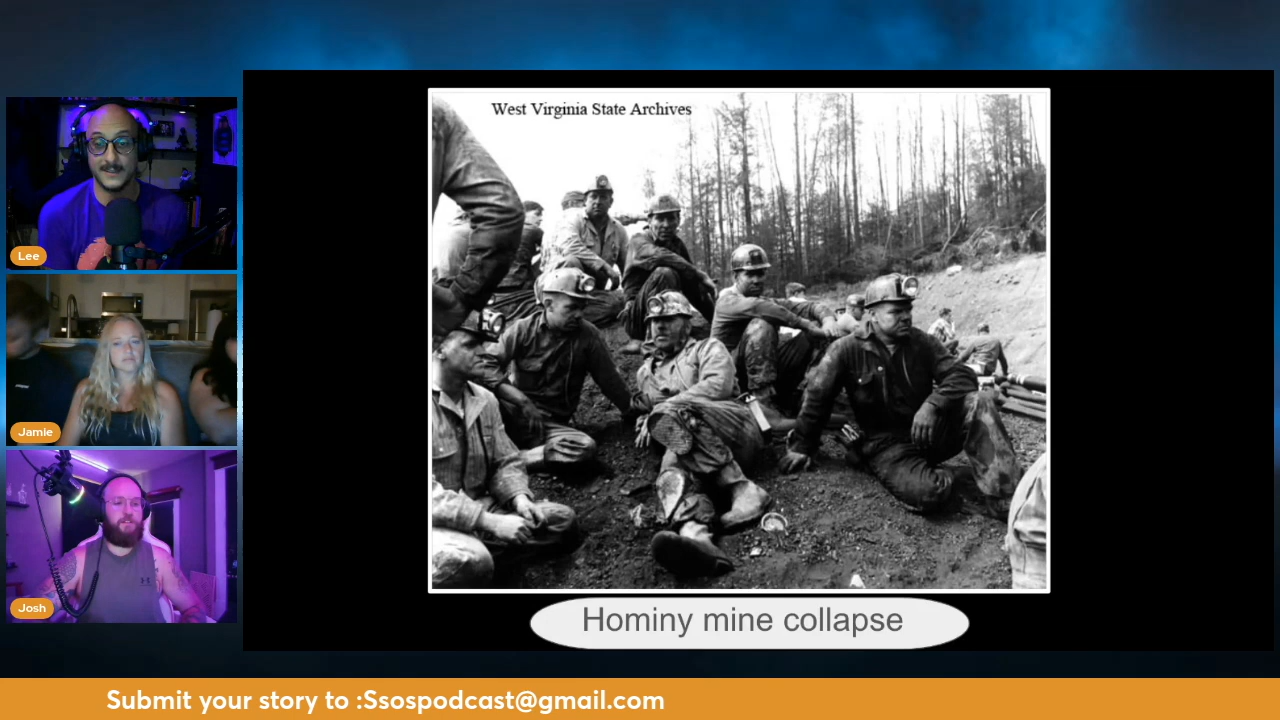 West Virginia State Archives
Lee
Jamie
Josh
Hominy mine collapse
Submit your story to :Ssospodcast@gmail.com